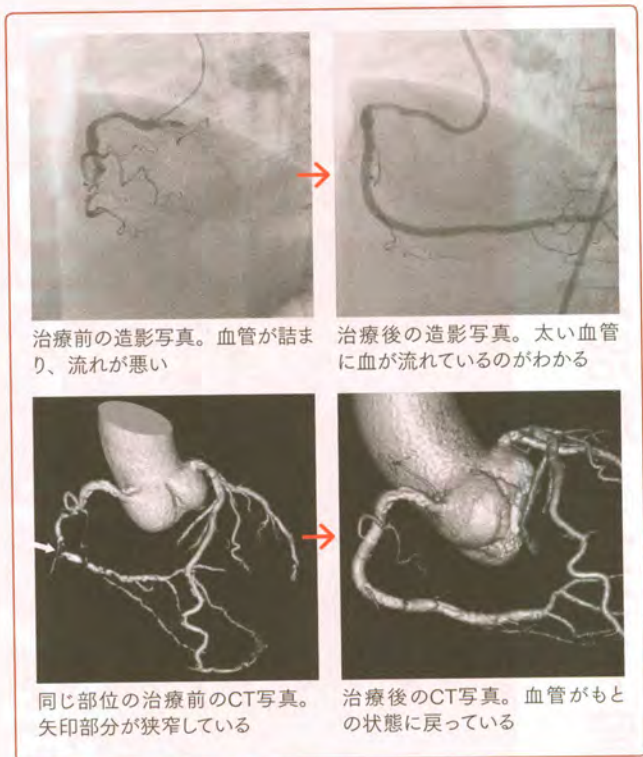 治療前の造影写真。血管が詰ま
り、流れが悪い
治療後の造影写真。太い血管
に血が流れているのがわかる
同じ部位の治療前のCT写真。
矢印部分が狭窄している
治療後のCT写真。血管がもと
の状態に戻っている